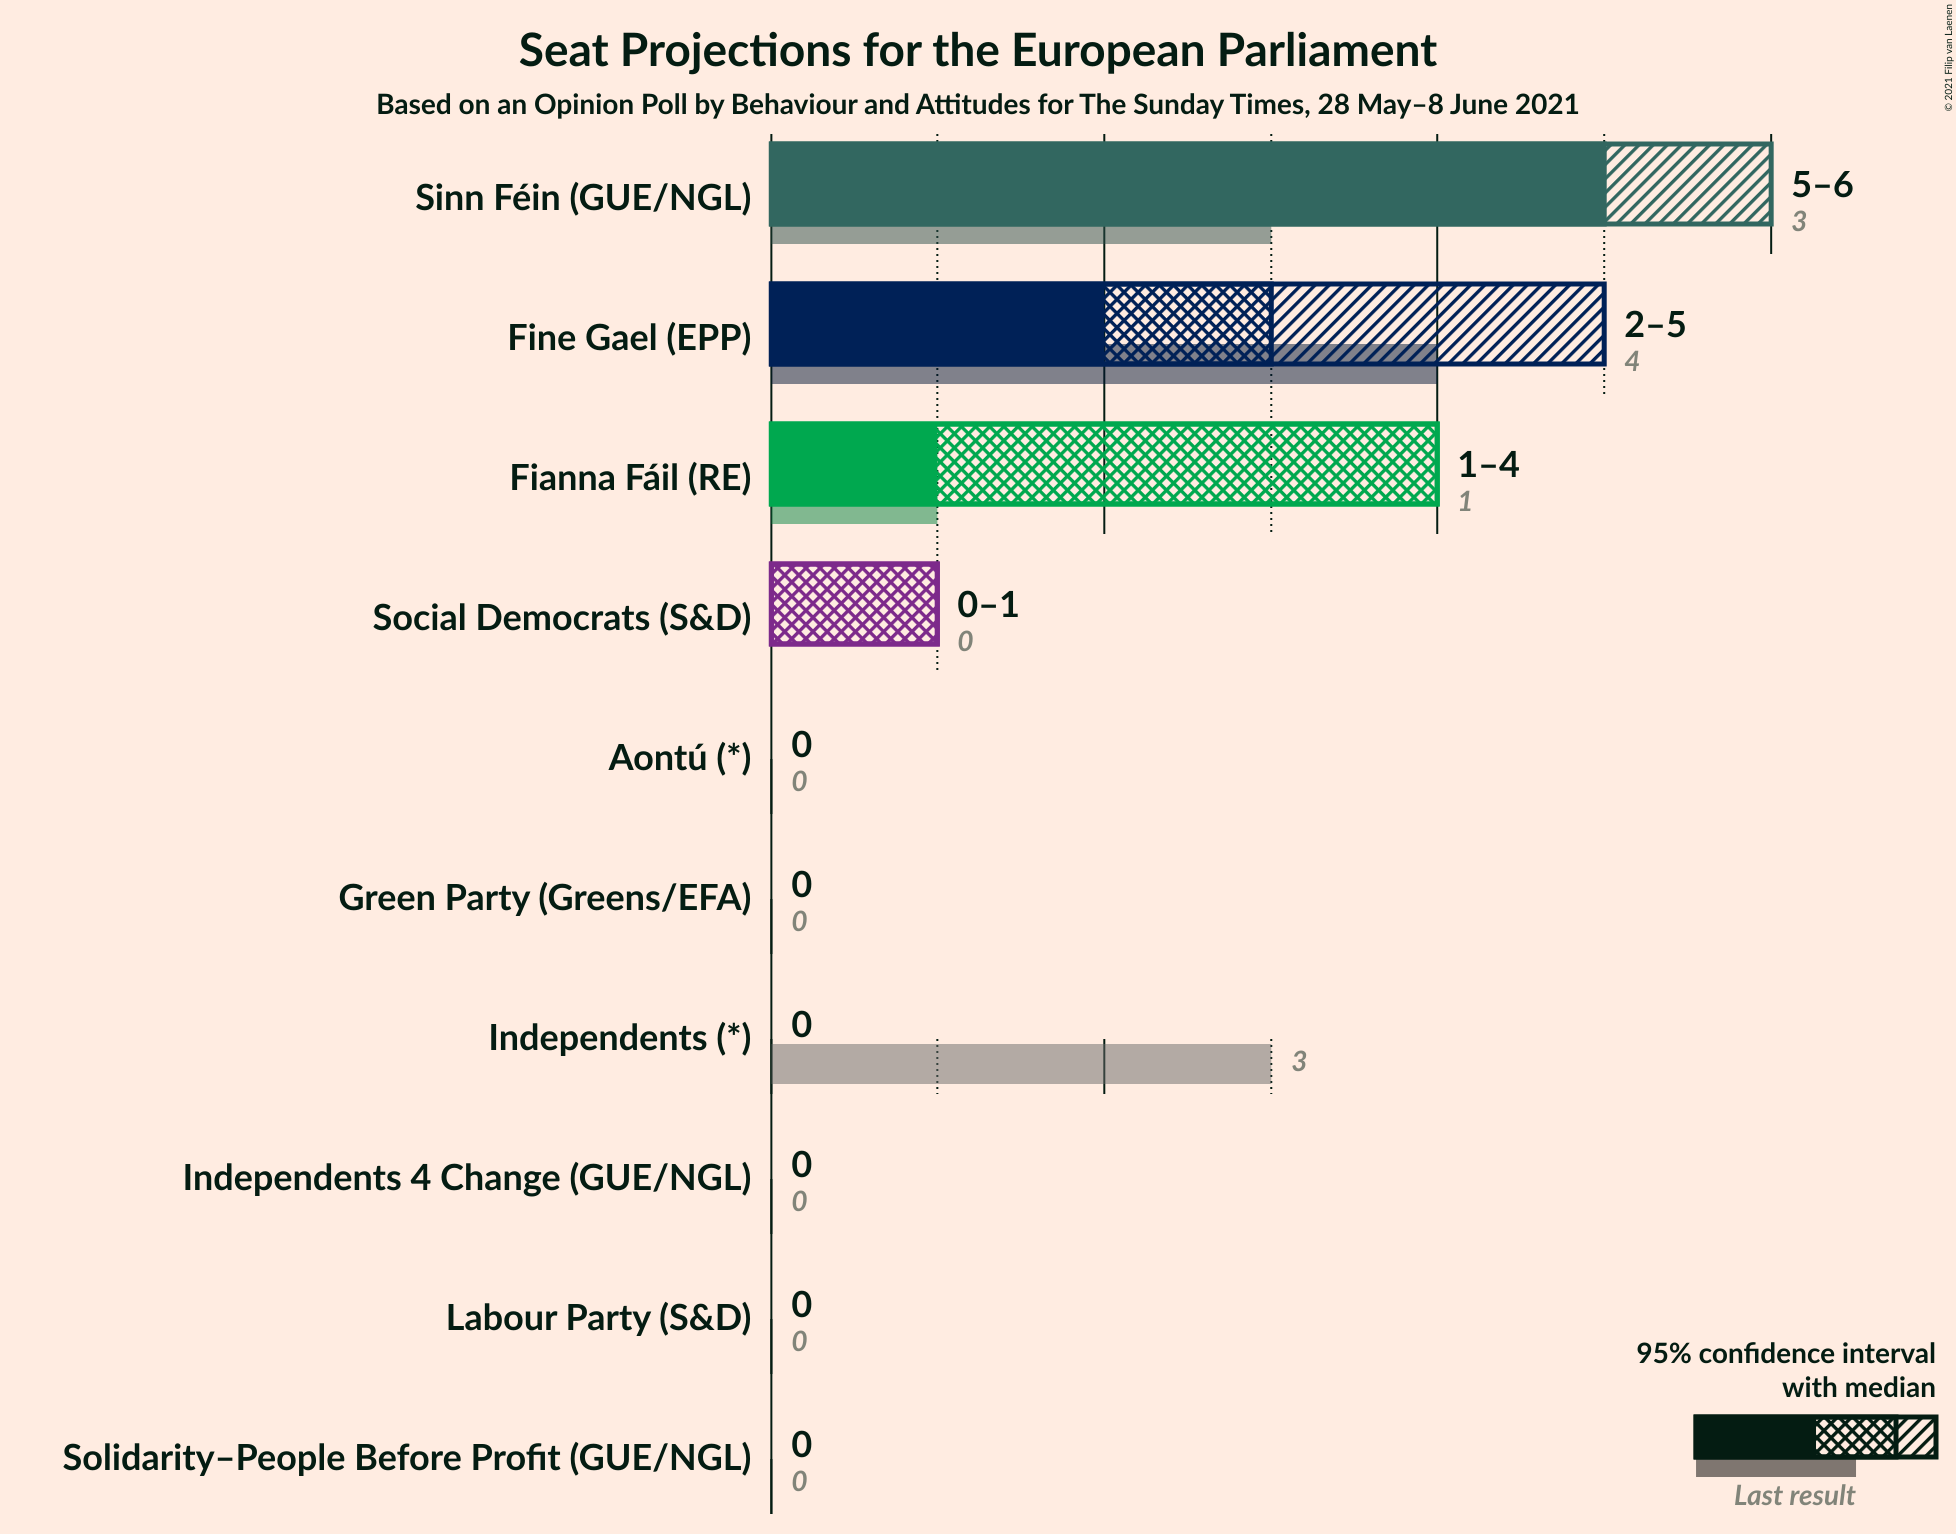 Seat Projections for the European Parliament
Based on an Opinion Poll by Behaviour and Attitudes for The Sunday Times, 28 May–8 June 2021
© 2021 Filip van Laenen
Sinn Féin (GUE/NGL)
5–6
3
Fine Gael (EPP)
2–5
4
Fianna Fáil (RE)
1–4
1
Social Democrats (S&D)
0–1
0
Aontú (*)
0
0
Green Party (Greens/EFA)
0
0
Independents (*)
0
3
Independents 4 Change (GUE/NGL)
0
0
Labour Party (S&D)
0
0
Solidarity–People Before Profit (GUE/NGL)
0
0
95% confidence interval
with median
Last result